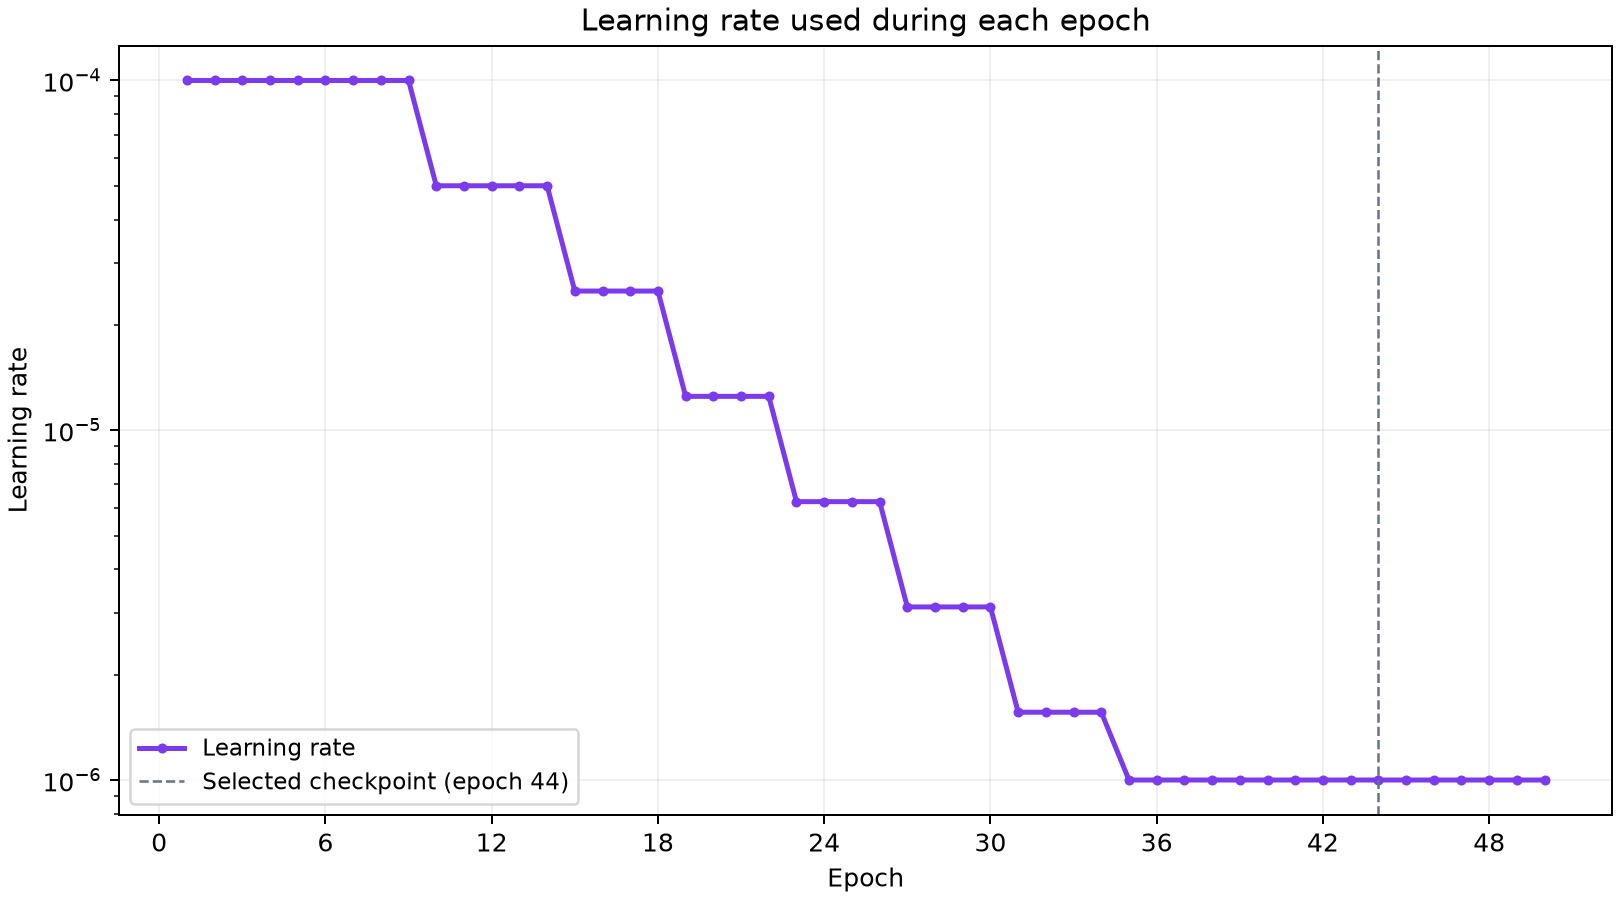 Learning rate used during each epoch
Learning rate
10⁻⁴
10⁻⁵
10⁻⁶
Learning rate
Selected checkpoint (epoch 44)
0 6 12 18 24 30 36 42 48
Epoch